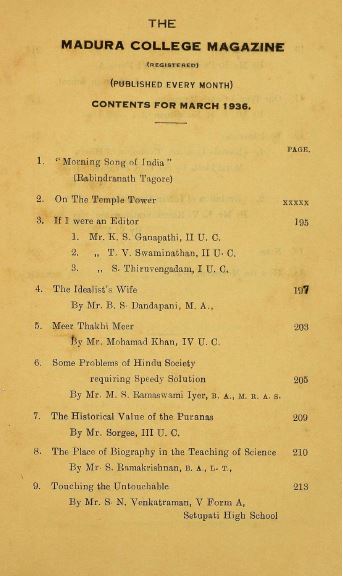 THE
MADURA COLLEGE MAGAZINE
(REGISTERED)
(PUBLISHED EVERY MONTH)
CONTENTS FOR MARCH 1936.
PAGE.
1. "Morning Song of India"
(Rabindranath Tagore)
2. On The Temple Tower xxxxx
3. If I were an Editor 195
1. Mr. K. S. Ganapathi, II U. C.
2. „ T. V. Swaminathan, II U· C.
3. „ S· Thiruvengadam, I U. C.
4. The Idealist's Wife 197
By Mr. B. S· Dandapani, M. A.,
5. Meer Thakhi Meer 203
By Mr. Mohamad Khan, IV U. C.
6. Some Problems of Hindu Society
requiring Speedy Solution 205
By Mr. M. S. Ramaswami Iyer, B. A., M. R. A. S.
7. The Historical Value of the Puranas 209
By Mr. Sorgee, III U. C.
8. The Place of Biography in the Teaching of Science 210
By Mr· S. Ramakrishnan, B. A., L· T.,
9. Touching the Untouchable 213
By Mr. S· N. Venkatraman, V Form A,
Setupati High School